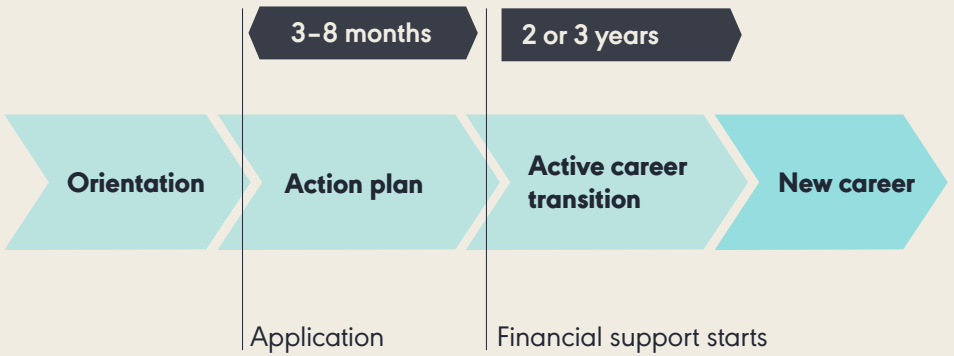 3–8 months
2 or 3 years
Orientation
Action plan
Active career
transition
New career
Application
Financial support starts